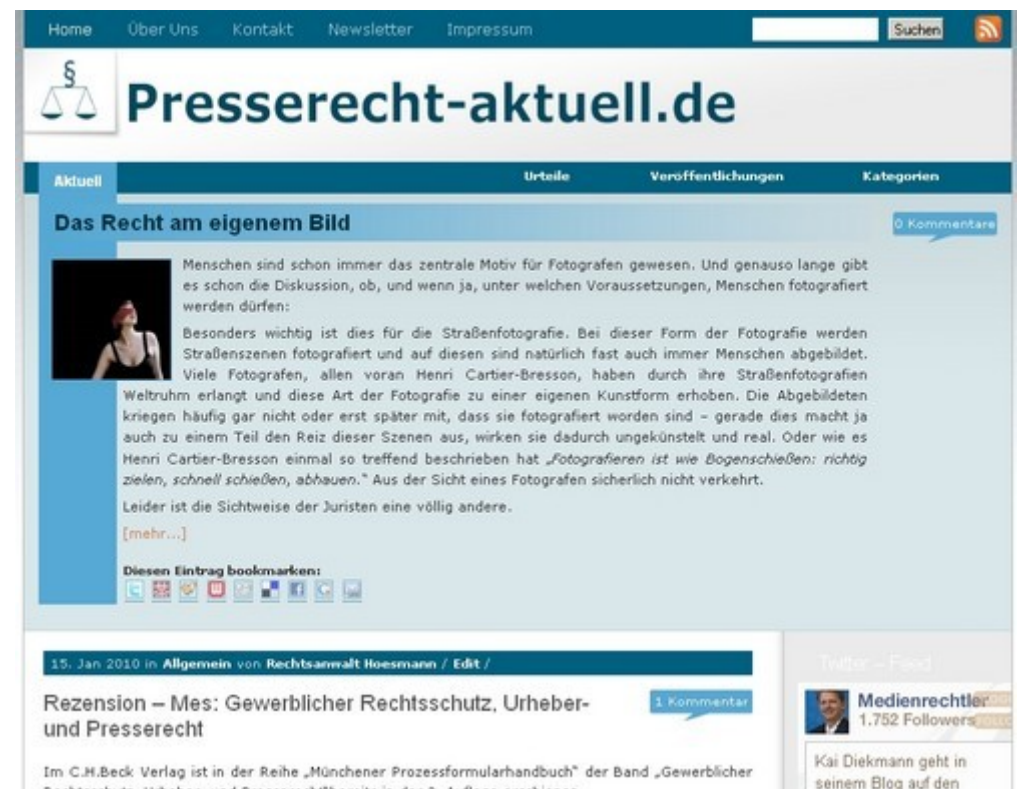 Home Über Uns Kontakt Newsletter Impressum Suchen
§
Presserecht-aktuell.de
Aktuell Urteile Veröffentlichungen Kategorien
Das Recht am eigenem Bild
0 Kommentare
Menschen sind schon immer das zentrale Motiv für Fotografen gewesen. Und genauso lange gibt
es schon die Diskussion, ob, und wenn ja, unter welchen Voraussetzungen, Menschen fotografiert
werden dürfen:
Besonders wichtig ist dies für die Straßenfotografie. Bei dieser Form der Fotografie werden
Straßenszenen fotografiert und auf diesen sind natürlich fast auch immer Menschen abgebildet.
Viele Fotografen, allen voran Henri Cartier-Bresson, haben durch ihre Straßenfotografien
Weltruhm erlangt und diese Art der Fotografie zu einer eigenen Kunstform erhoben. Die Abgebildeten
kriegen häufig gar nicht oder erst später mit, dass sie fotografiert worden sind – gerade dies macht ja
auch zu einem Teil den Reiz dieser Szenen aus, wirken sie dadurch ungekünstelt und real. Oder wie es
Henri Cartier-Bresson einmal so treffend beschrieben hat „Fotografieren ist wie Bogenschießen: richtig
zielen, schnell schießen, abhauen.“ Aus der Sicht eines Fotografen sicherlich nicht verkehrt.
Leider ist die Sichtweise der Juristen eine völlig andere.
[mehr...]
Diesen Eintrag bookmarken:
15. Jan 2010 in Allgemein von Rechtsanwalt Hoesmann / Edit /
Rezension – Mes: Gewerblicher Rechtsschutz, Urheber-
und Presserecht
1 Kommentar
Im C.H.Beck Verlag ist in der Reihe „Münchener Prozessformularhandbuch“ der Band „Gewerblicher
Twitter – Feed
Medienrechtler
1.752 Followers
Kai Diekmann geht in
seinem Blog auf den